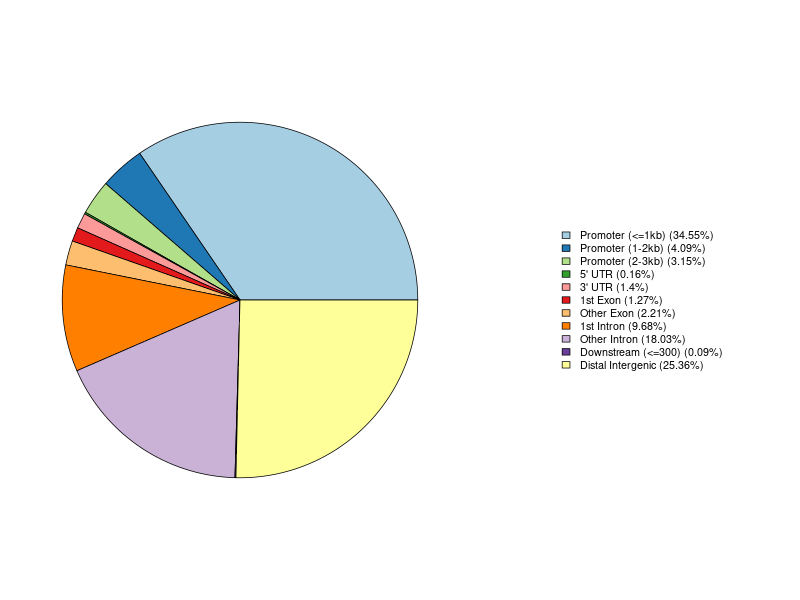 Promoter (<=1kb) (34.55%)
Promoter (1-2kb) (4.09%)
Promoter (2-3kb) (3.15%)
5' UTR (0.16%)
3' UTR (1.4%)
1st Exon (1.27%)
Other Exon (2.21%)
1st Intron (9.68%)
Other Intron (18.03%)
Downstream (<=300) (0.09%)
Distal Intergenic (25.36%)